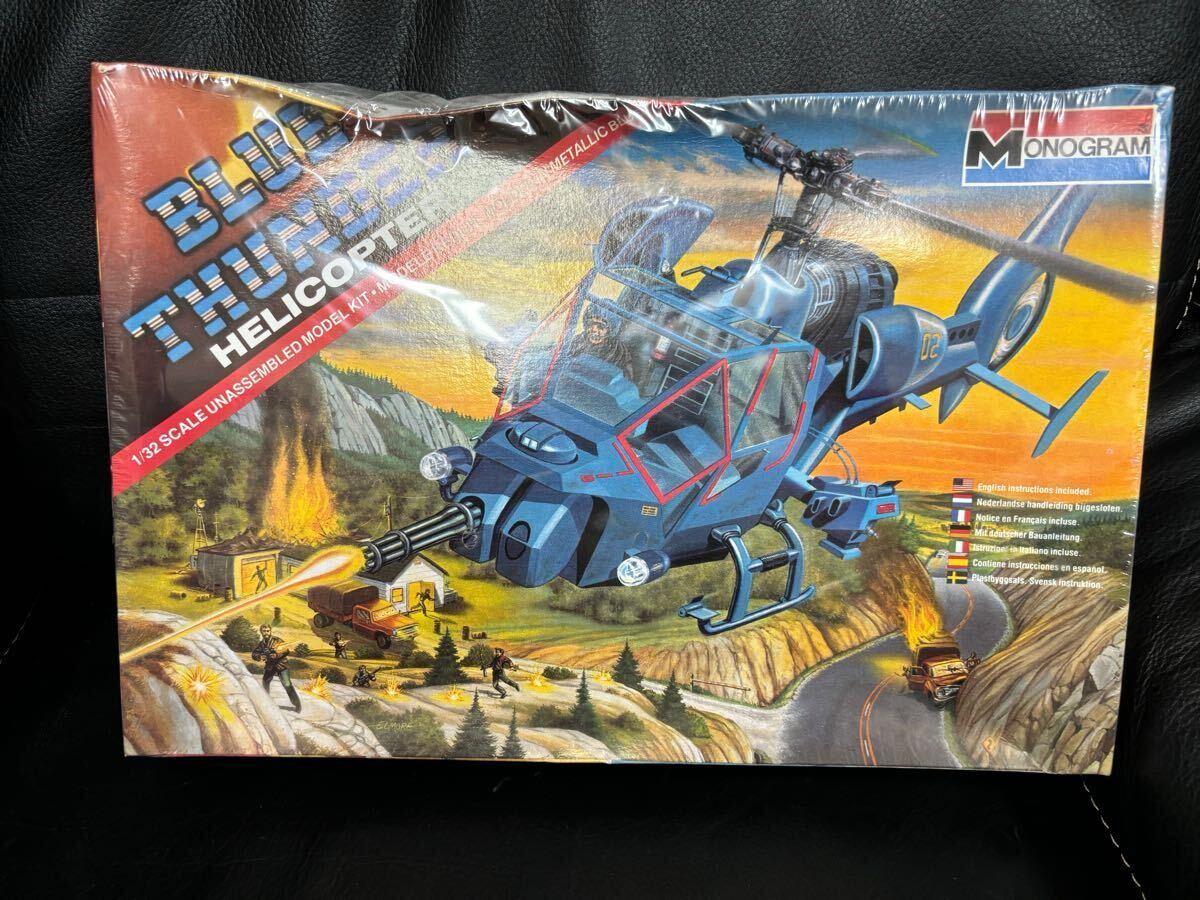 BLUE
THUNDER
HELICOPTER
1/32 SCALE UNASSEMBLED MODEL KIT • METALLIC
MONOGRAM
02
English instructions included.
Nederlandse handleiding bijgesloten.
Notice en Français incluse.
Mit deutscher Bauanleitung.
Istruzioni in Italiano incluse.
Contiene instrucciones en español.
Plastbyggsats. Svensk instruktion.
ELMORE